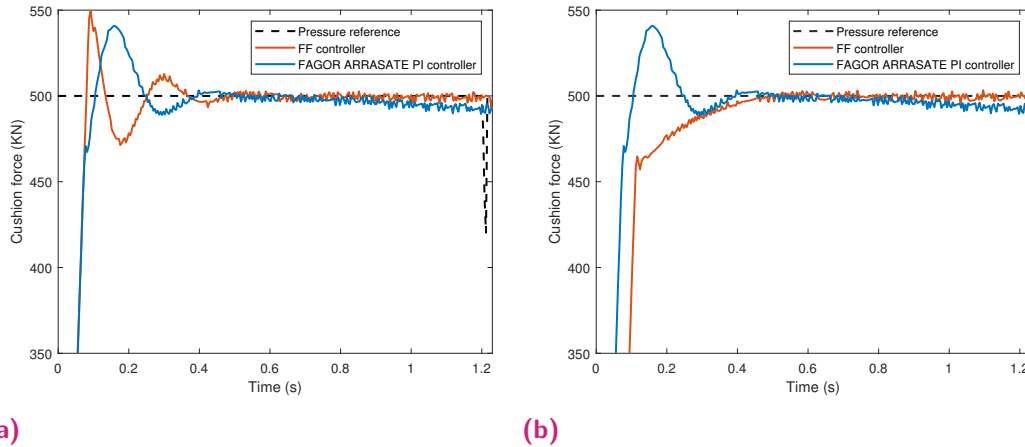 550
500
450
400
350
Cushion force (KN)
0
0.2
0.4
0.6
0.8
1
1.2
Time (s)
Pressure reference
FF controller
FAGOR ARRASATE PI controller
a)
550
500
450
400
350
Cushion force (KN)
0
0.2
0.4
0.6
0.8
1
1.2
Time (s)
Pressure reference
FF controller
FAGOR ARRASATE PI controller
(b)